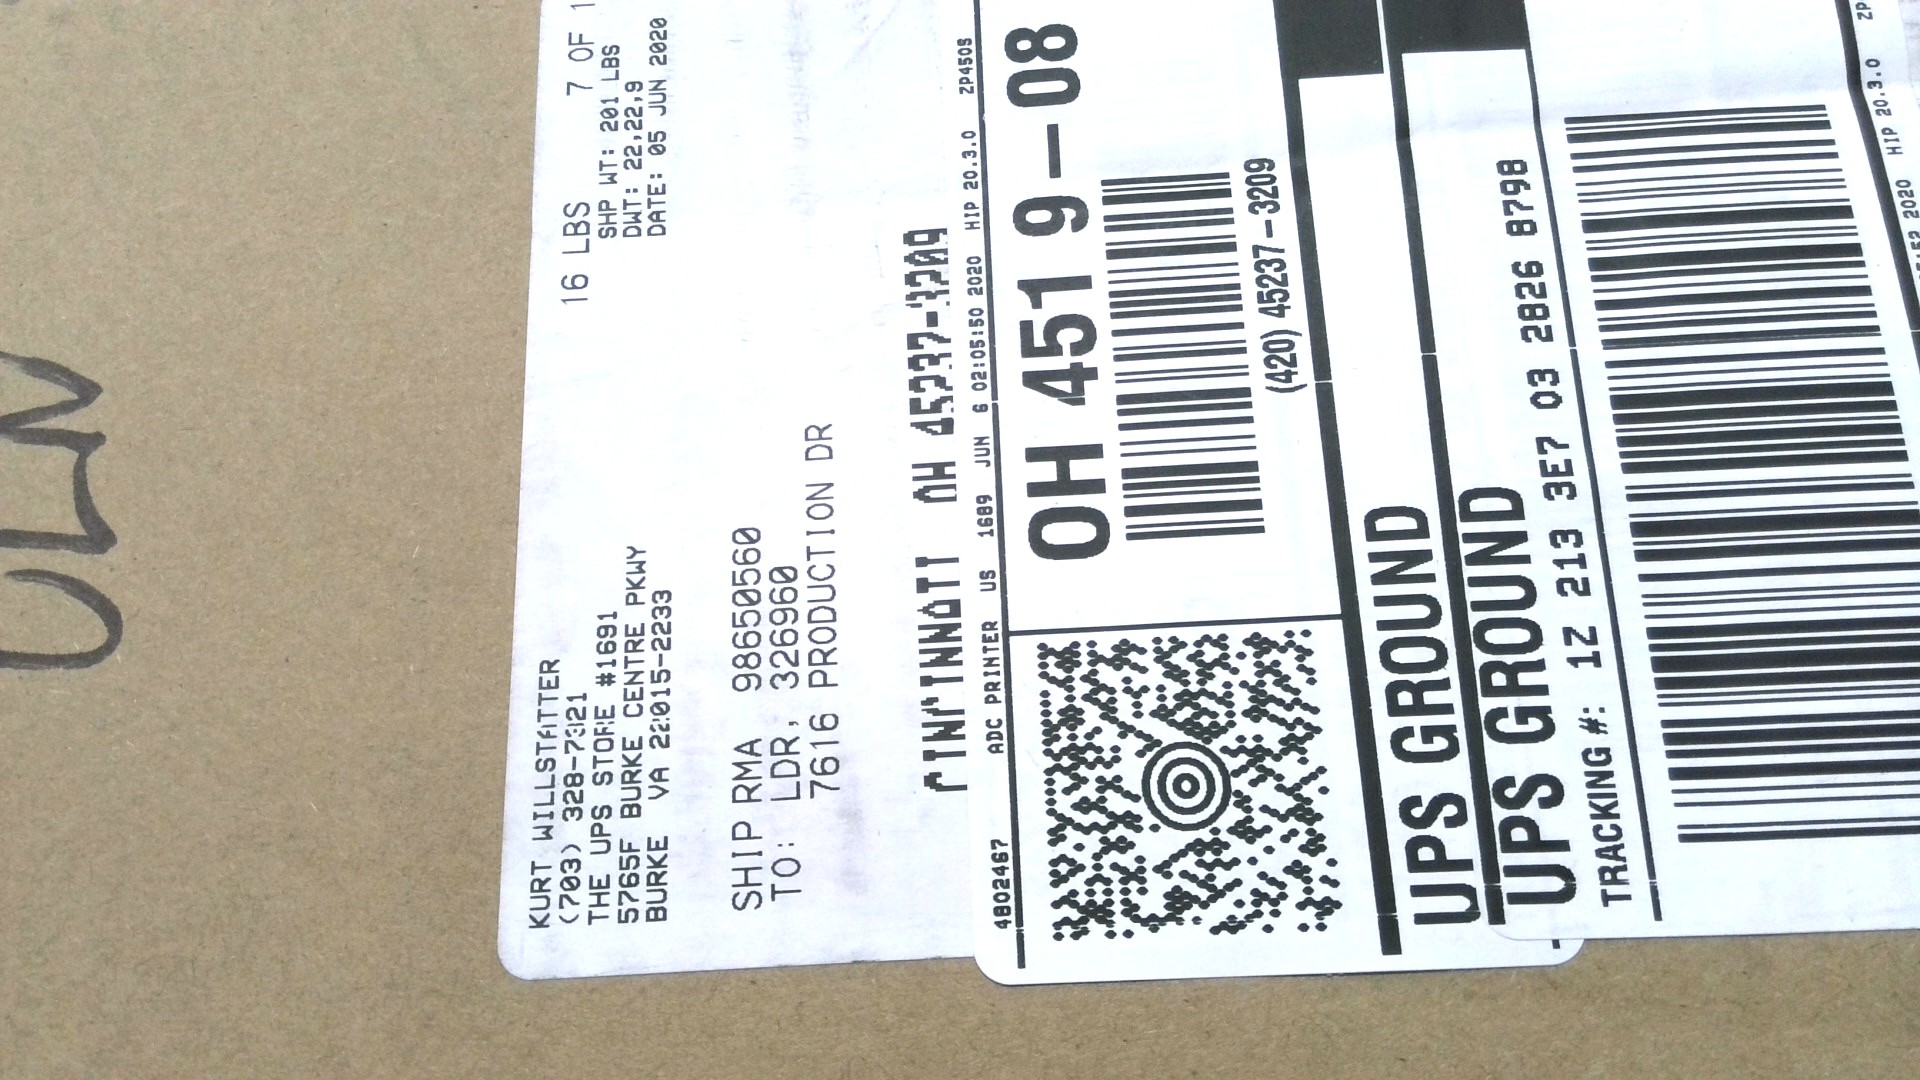 KURT WILLSTATTER
(703) 328-7321
THE UPS STORE #1691
5765F BURKE CENTRE PKWY
BURKE VA 22015-2233
16 LBS 7 OF 1
SHP WT: 201 LBS
DWT: 22,22,9
DATE: 05 JUN 2020
SHIP RMA 98650560
TO: LDR, 326960
7616 PRODUCTION DR
CINCINNATI OH 45237-3209
4802467 ADC PRINTER US 1689 JUN 6 02:05:50 2020 HIP 20.3.0 ZP450S
OH 451 9-08
(420) 45237-3209
UPS GROUND
UPS GROUND
TRACKING #: 1Z 213 3E7 03 2826 8798
2020 HIP 20.3.0 ZP